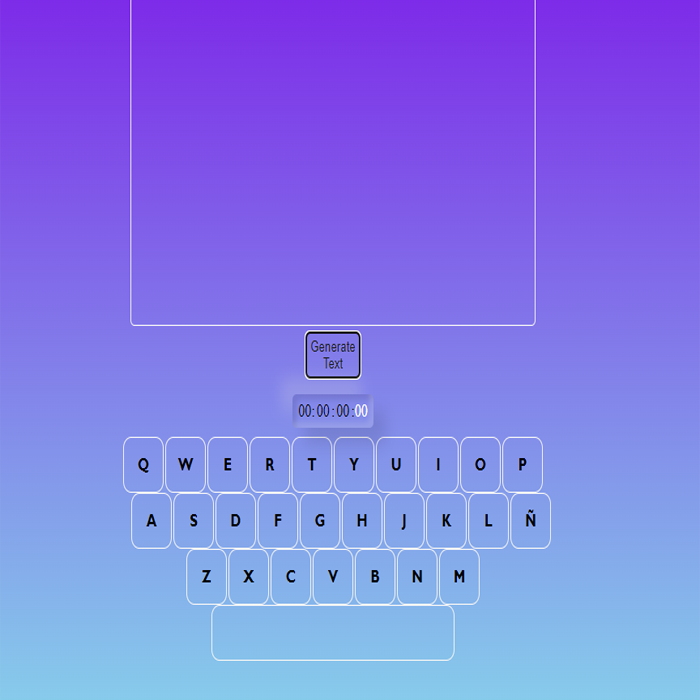 Generate
Text
00:00:00:00
Q W E R T Y U I O P
A S D F G H J K L Ñ
Z X C V B N M